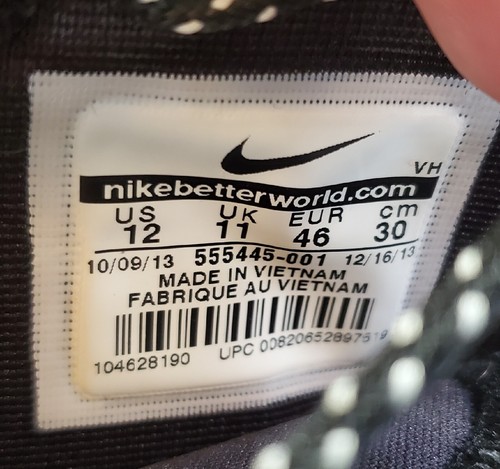 VH
nikebetterworld.com
US UK EUR cm
12 11 46 30
10/09/13 555445-001 12/16/13
MADE IN VIETNAM
FABRIQUE AU VIETNAM
104628190 UPC 00820652897519